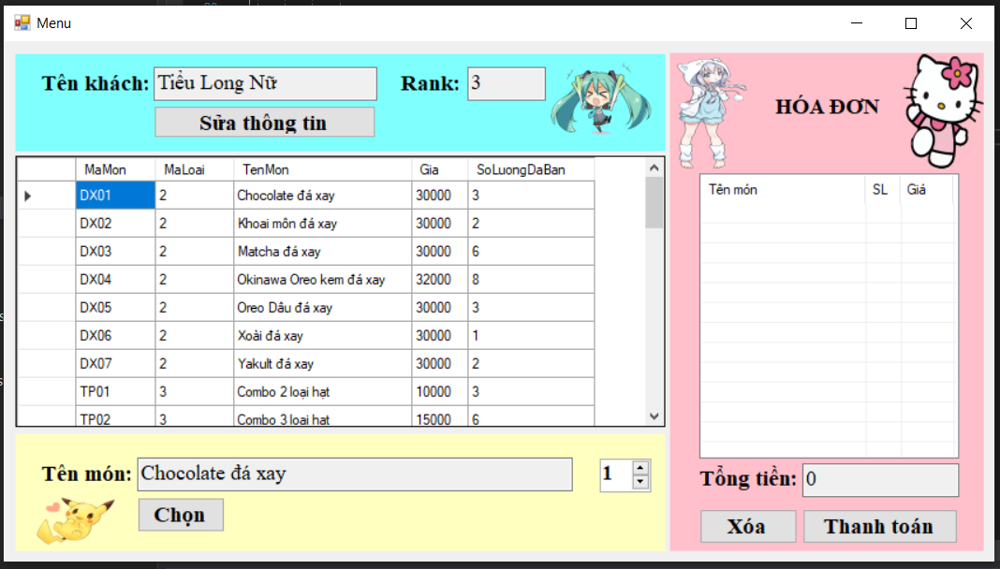 Menu
Tên khách: Tiểu Long Nữ Rank: 3
Sửa thông tin
MaMon MaLoai TenMon Gia SoLuongDaBan
DX01 2 Chocolate đá xay 30000 3
DX02 2 Khoai môn đá xay 30000 2
DX03 2 Matcha đá xay 30000 6
DX04 2 Okinawa Oreo kem đá xay 32000 8
DX05 2 Oreo Dâu đá xay 30000 3
DX06 2 Xoài đá xay 30000 1
DX07 2 Yakult đá xay 30000 2
TP01 3 Combo 2 loại hạt 10000 3
TP02 3 Combo 3 loại hạt 15000 6
Tên món: Chocolate đá xay 1
Chọn
HÓA ĐƠN
Tên món SL Giá
Tổng tiền: 0
Xóa Thanh toán